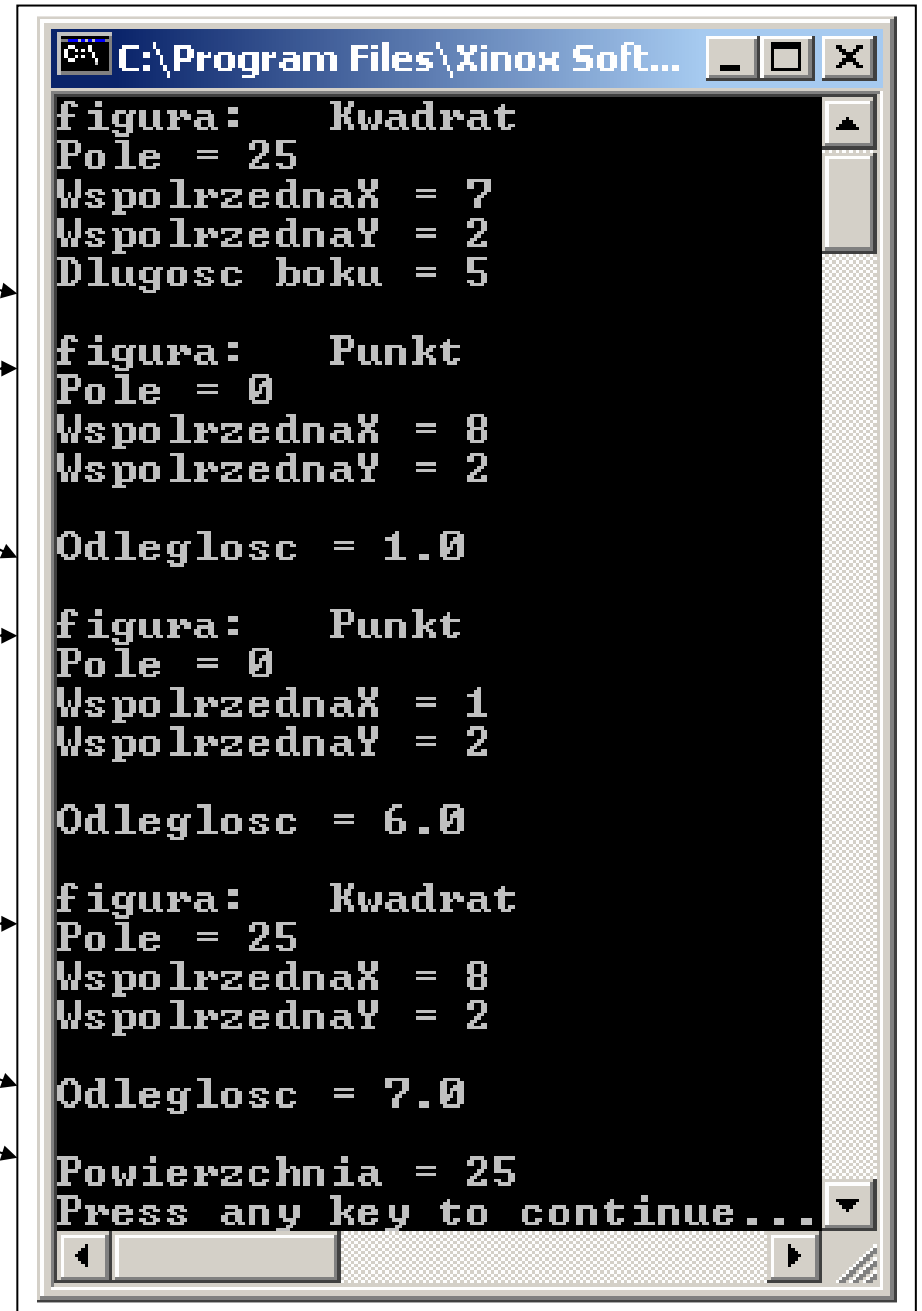 C:\Program Files\Xinox Soft...
figura:   Kwadrat
Pole = 25
WspolrzednaX = 7
WspolrzednaY = 2
Dlugosc boku = 5
figura:   Punkt
Pole = 0
WspolrzednaX = 8
WspolrzednaY = 2
Odleglosc = 1.0
figura:   Punkt
Pole = 0
WspolrzednaX = 1
WspolrzednaY = 2
Odleglosc = 6.0
figura:   Kwadrat
Pole = 25
WspolrzednaX = 8
WspolrzednaY = 2
Odleglosc = 7.0
Powierzchnia = 25
Press any key to continue...